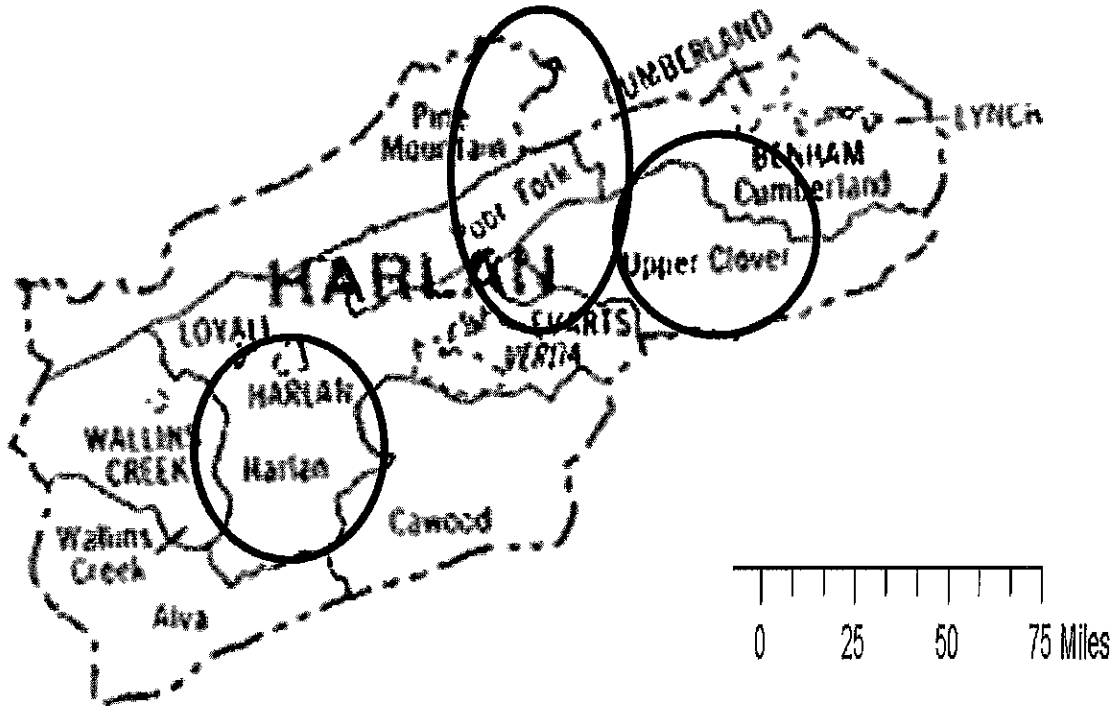 CUMBERLAND
Pine
Mountain
LYNCH
BENHAM
Cumberland
Poor Fork
Upper Clover
HARLAN
LOYALL
EVARTS
VERDA
HARLAN
WALLINS
CREEK
Harlan
Cawood
Wallins
Creek
Alva
0 25 50 75 Miles